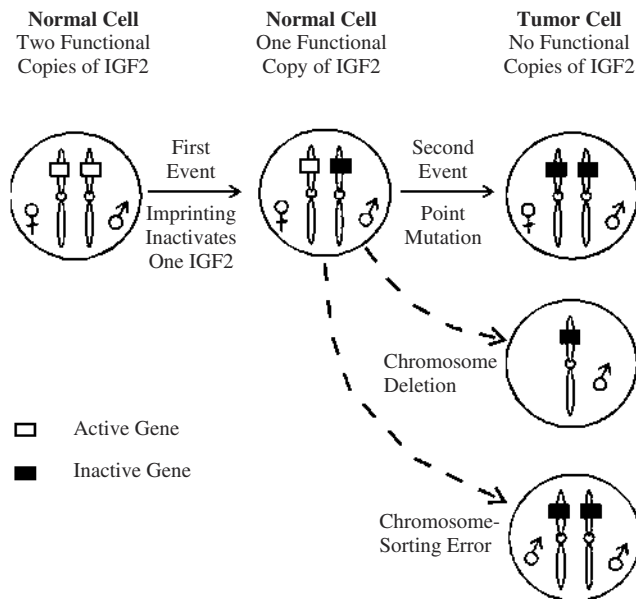 Normal Cell
Two Functional
Copies of IGF2
Normal Cell
One Functional
Copy of IGF2
Tumor Cell
No Functional
Copies of IGF2
First
Event
Imprinting
Inactivates
One IGF2
Second
Event
Point
Mutation
Chromosome
Deletion
Active Gene
Inactive Gene
Chromosome-
Sorting Error